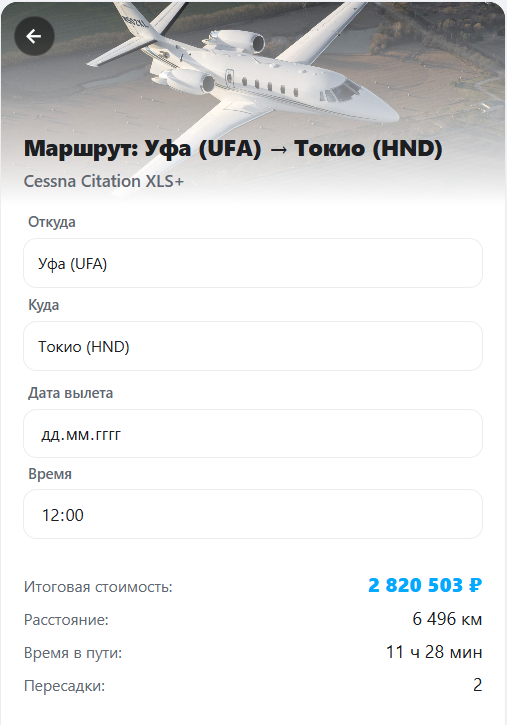 Маршрут: Уфа (UFA) → Токио (HND)
Cessna Citation XLS+
Откуда
Уфа (UFA)
Куда
Токио (HND)
Дата вылета
дд.мм.гггг
Время
12:00
Итоговая стоимость: 2 820 503 ₽
Расстояние: 6 496 км
Время в пути: 11 ч 28 мин
Пересадки: 2